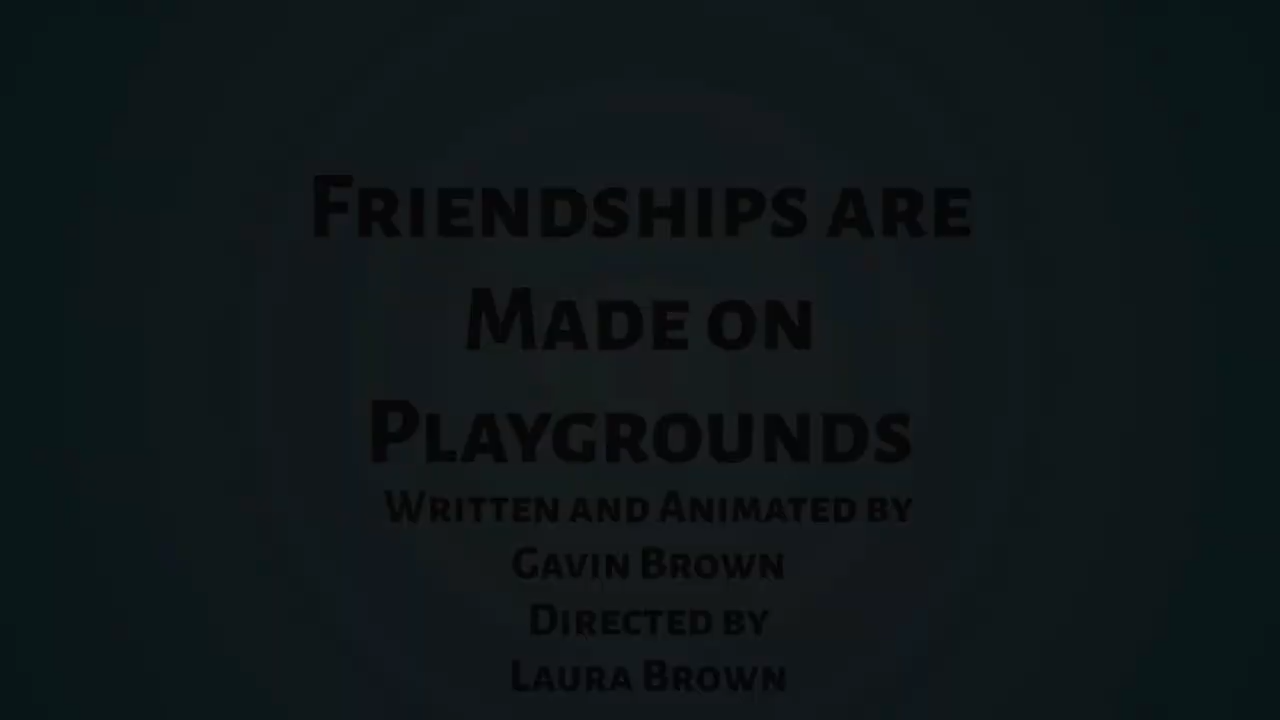 Friendships are
Made on
Playgrounds
Written and Animated by
Gavin Brown
Directed by
Laura Brown